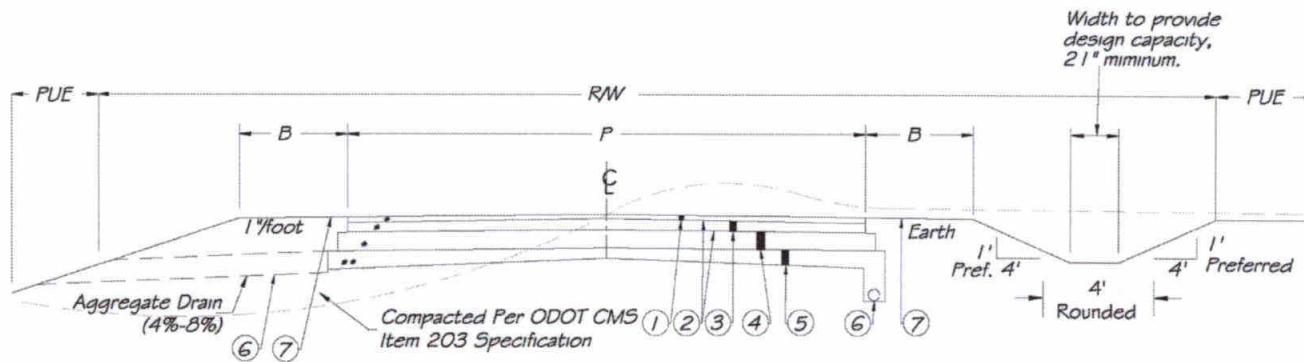 Width to provide
design capacity,
21" miminum.
PUE
R/W
PUE
B
P
B
C
L
1"/foot
Earth
1'
Pref.
4'
4'
1'
Preferred
4'
Rounded
Aggregate Drain
(4%-8%)
Compacted Per ODOT CMS
Item 203 Specification
6
7
1
2
3
4
5
6
7